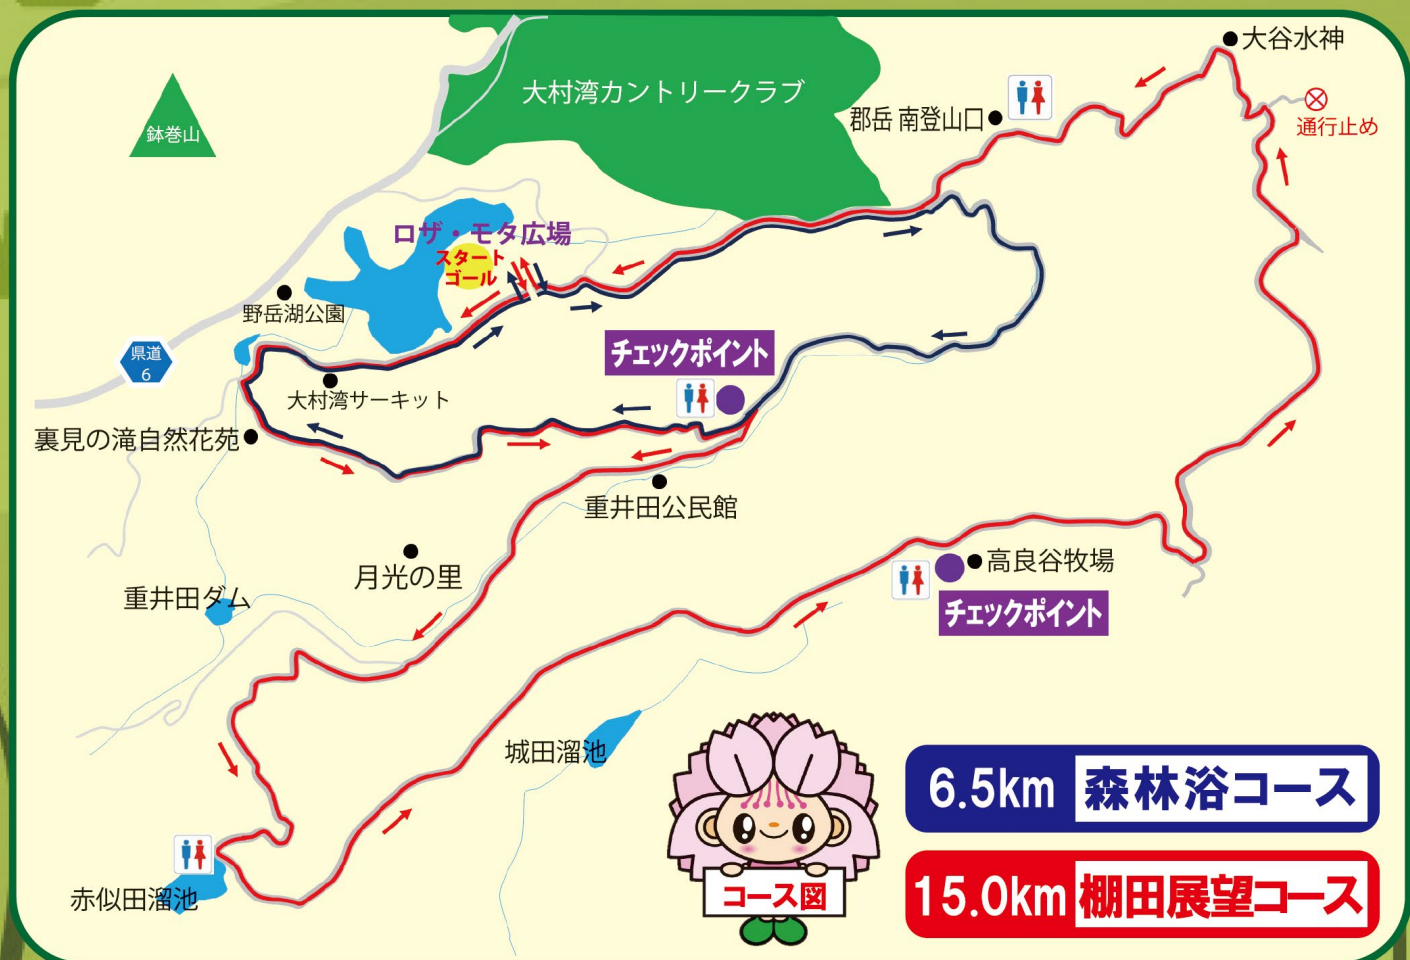 大谷水神
大村湾カントリークラブ
郡岳 南登山口
通行止め
鉢巻山
ロザ・モタ広場
スタート
ゴール
野岳湖公園
県道
6
チェックポイント
大村湾サーキット
裏見の滝自然花苑
重井田公民館
月光の里
高良谷牧場
重井田ダム
チェックポイント
城田溜池
6.5km 森林浴コース
コース図
15.0km 棚田展望コース
赤似田溜池